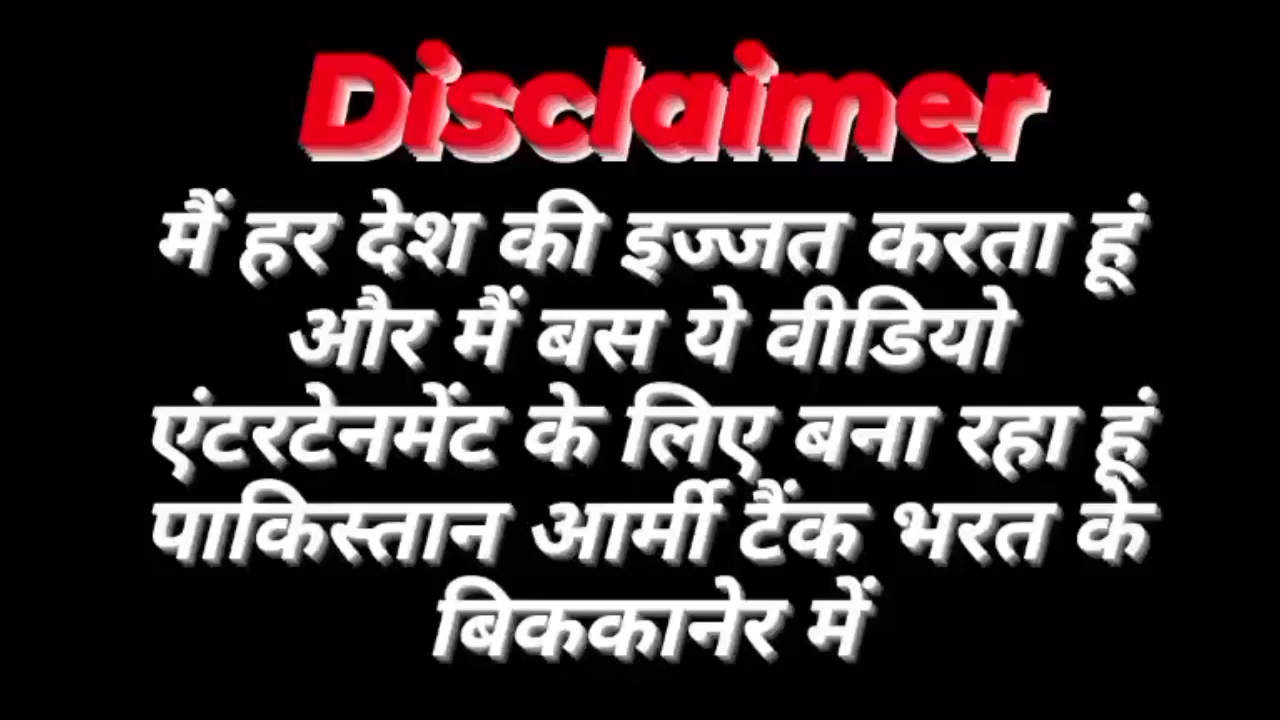 Disclaimer
मैं हर देश की इज्जत करता हूं
और मैं बस ये वीडियो
एंटरटेनमेंट के लिए बना रहा हूं
पाकिस्तान आर्मी टैंक भरत के
बिककानेर में